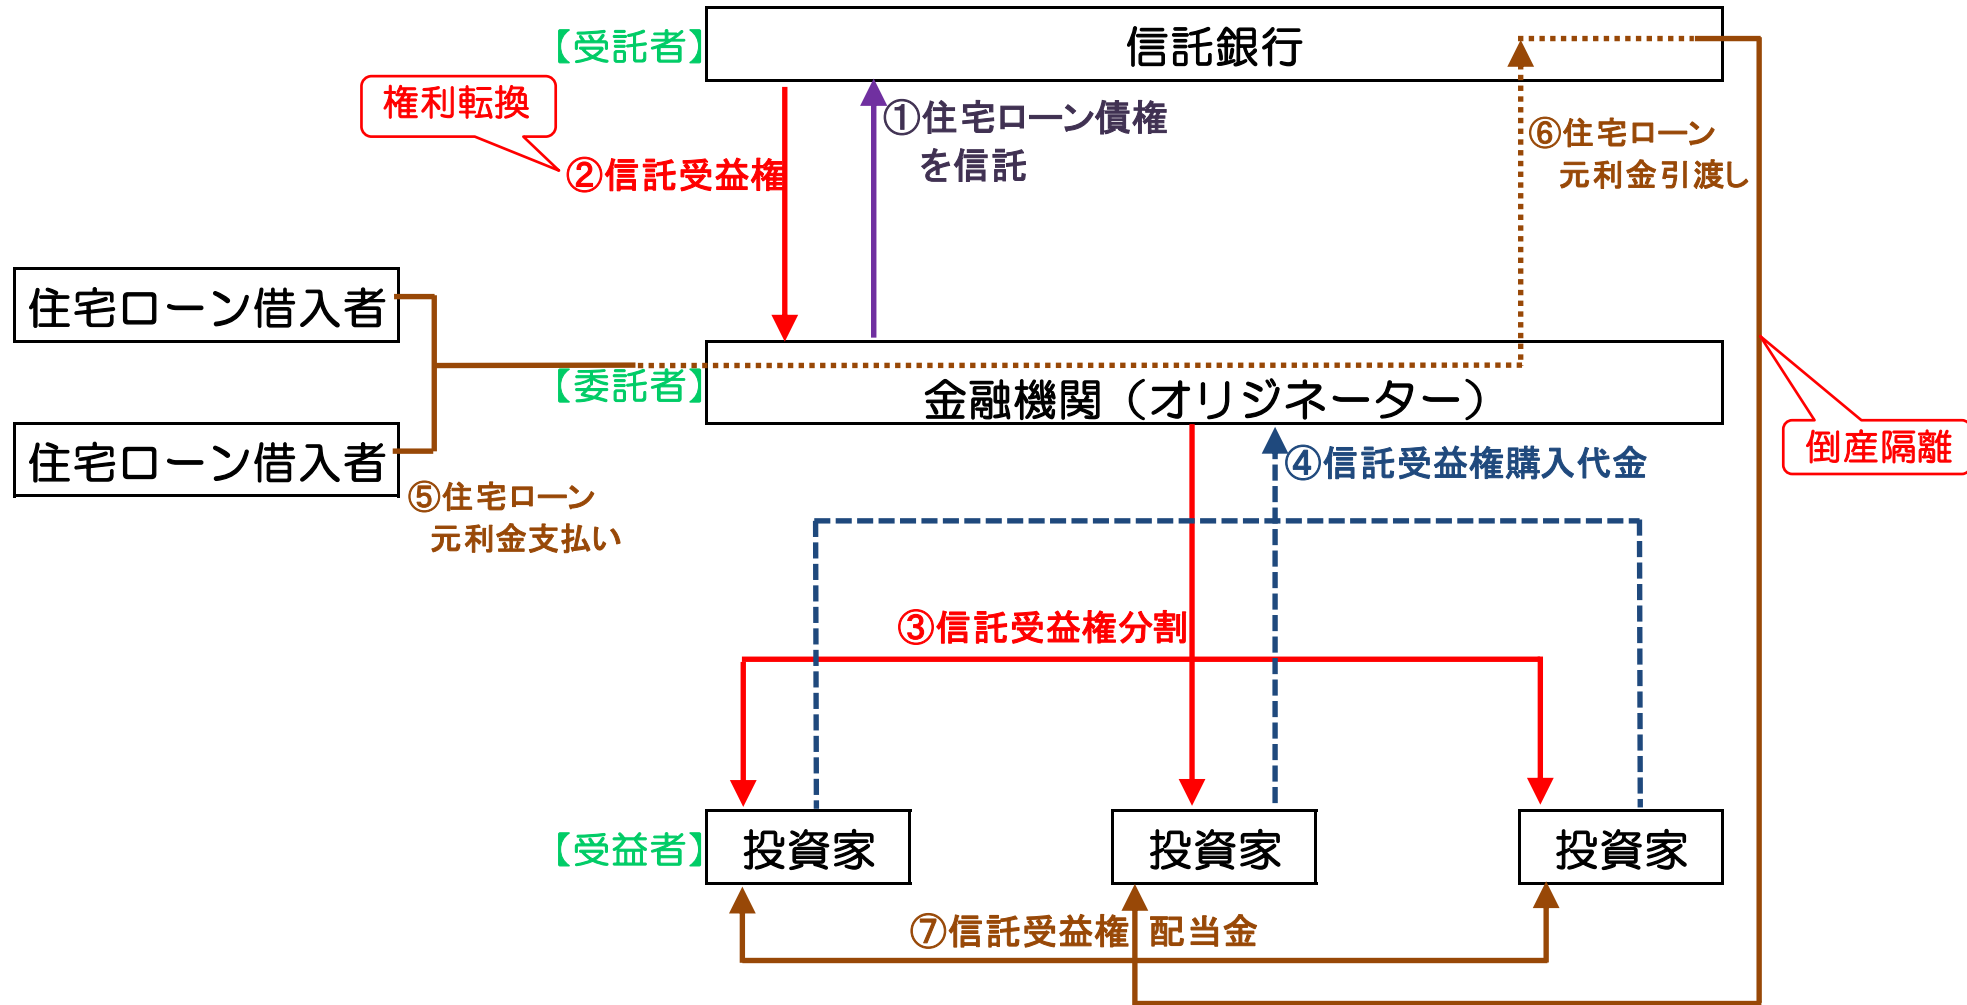 【受託者】
信託銀行
権利転換
①住宅ローン債権
を信託
②信託受益権
⑥住宅ローン
元利金引渡し
住宅ローン借入者
【委託者】
金融機関（オリジネーター）
住宅ローン借入者
倒産隔離
④信託受益権購入代金
⑤住宅ローン
元利金支払い
③信託受益権分割
【受益者】
投資家
投資家
投資家
⑦信託受益権 配当金